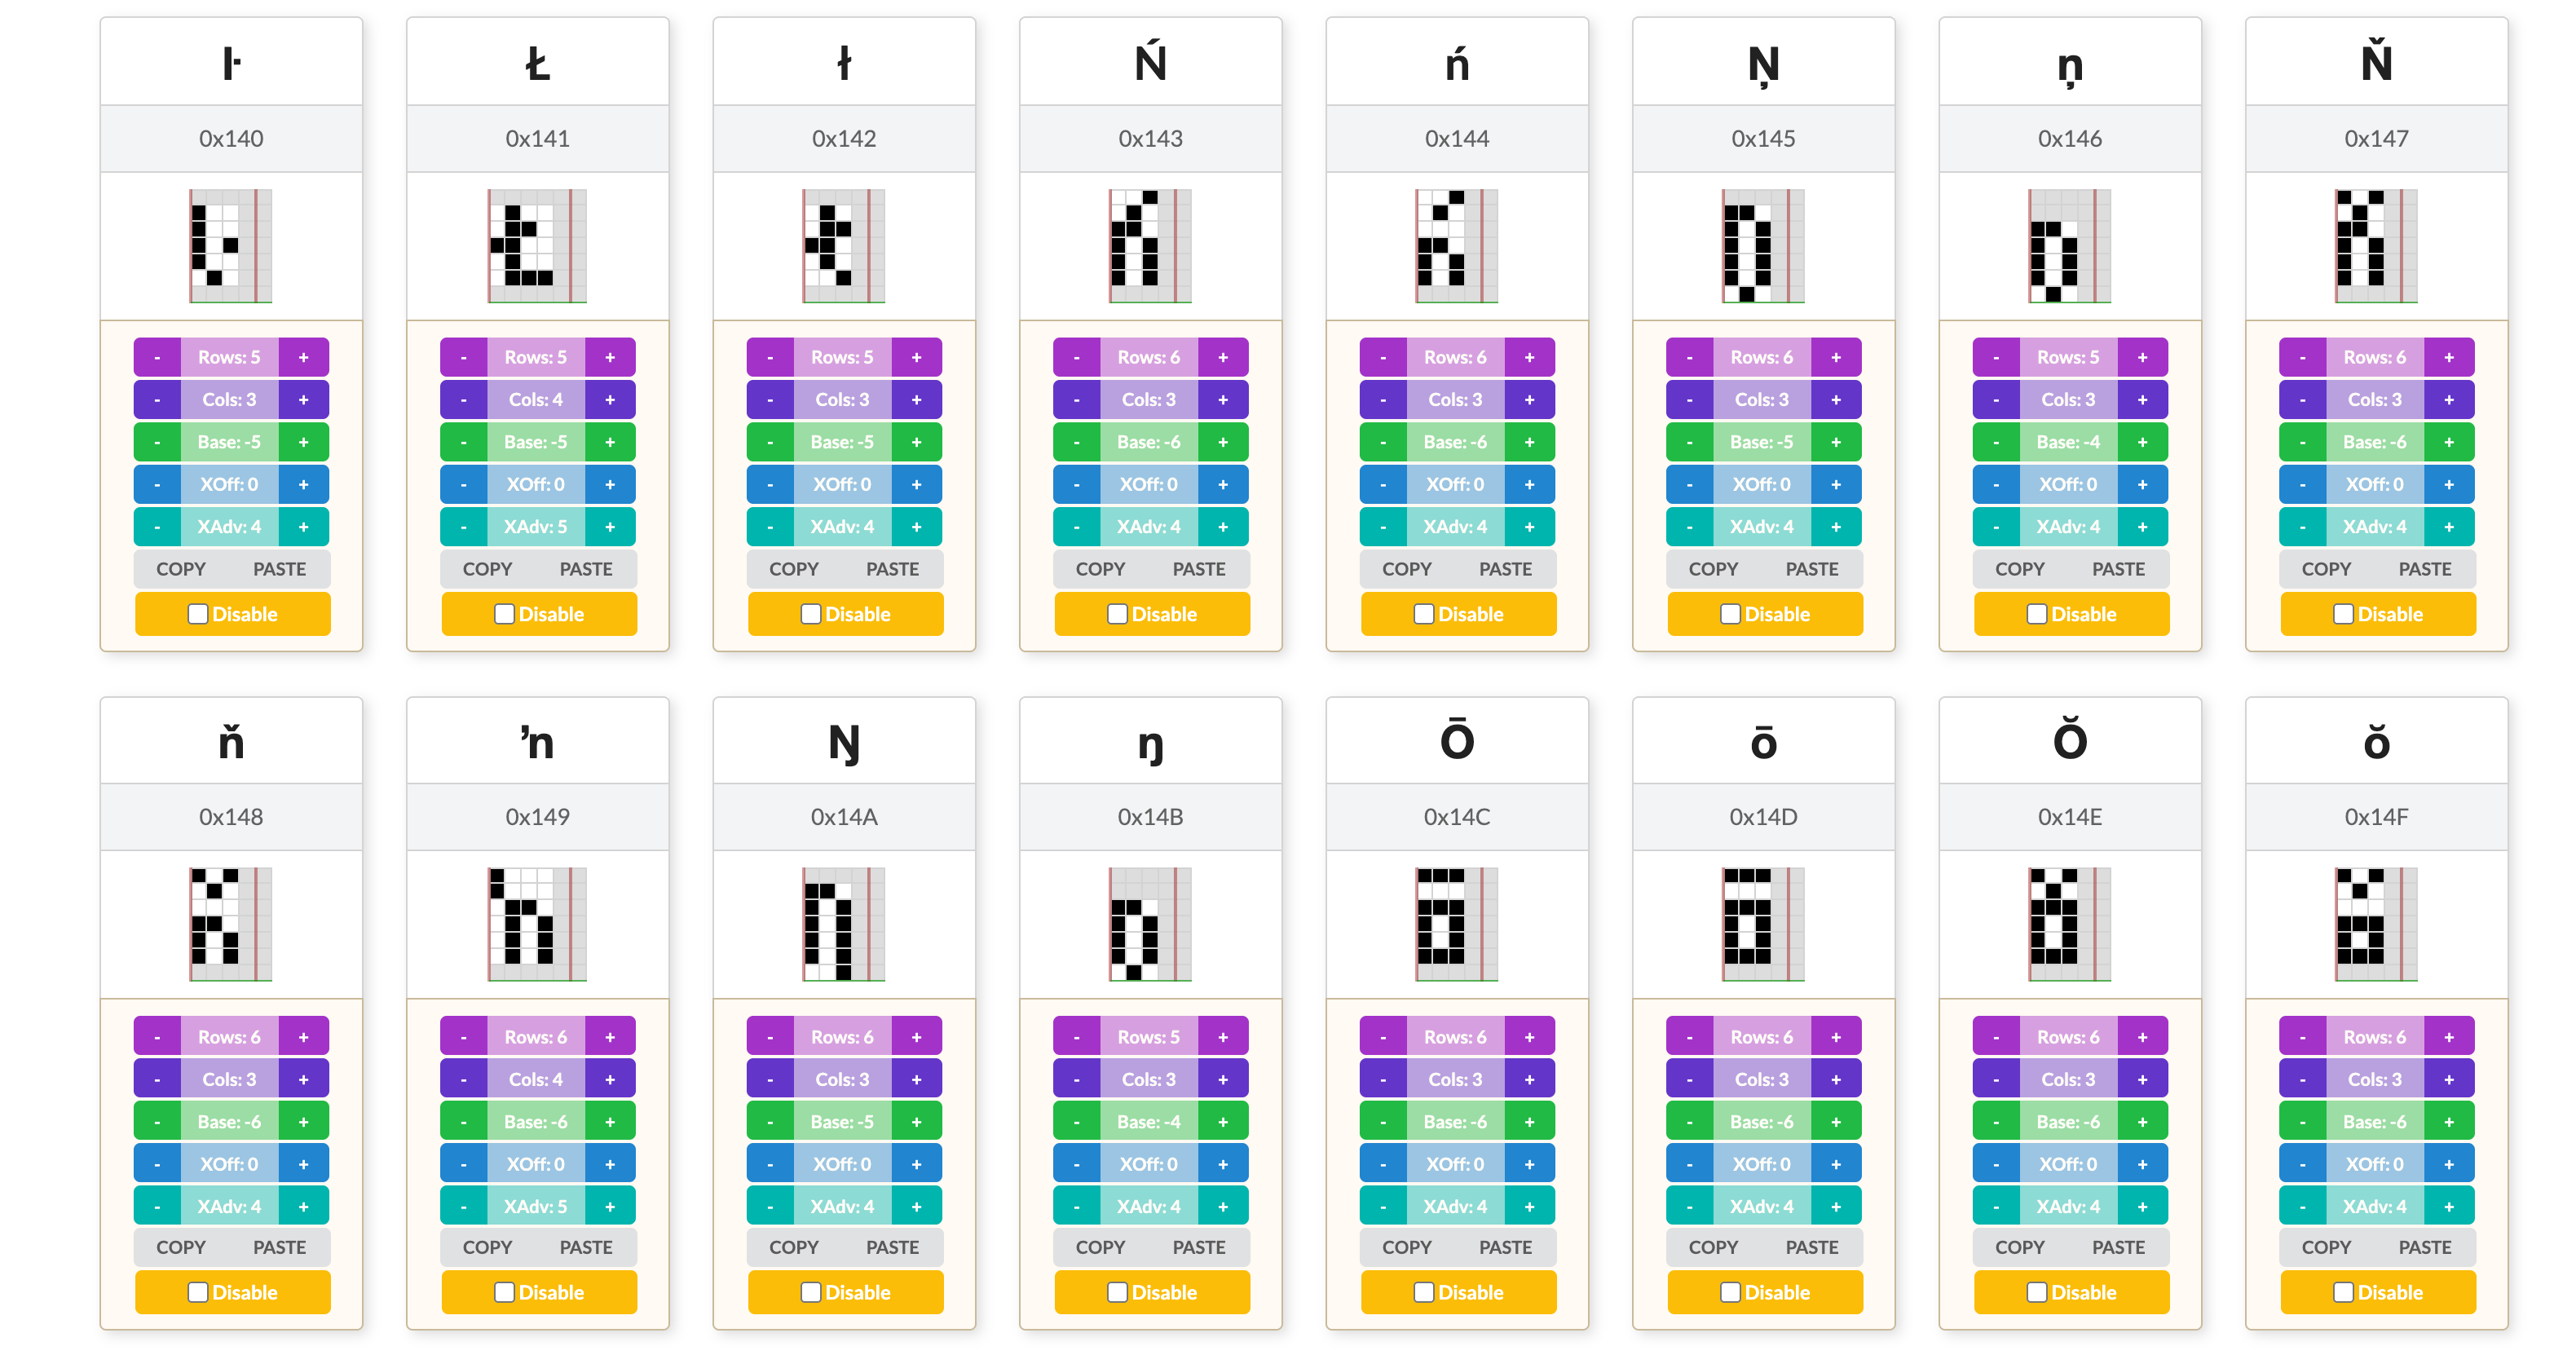 ŀ Ł ł Ń ń Ņ ņ Ň
0x140 0x141 0x142 0x143 0x144 0x145 0x146 0x147
- Rows: 5 + - Rows: 5 + - Rows: 5 + - Rows: 6 + - Rows: 6 + - Rows: 6 + - Rows: 5 + - Rows: 6 +
- Cols: 3 + - Cols: 4 + - Cols: 3 + - Cols: 3 + - Cols: 3 + - Cols: 3 + - Cols: 3 + - Cols: 3 +
- Base: -5 + - Base: -5 + - Base: -5 + - Base: -6 + - Base: -6 + - Base: -5 + - Base: -4 + - Base: -6 +
- XOff: 0 + - XOff: 0 + - XOff: 0 + - XOff: 0 + - XOff: 0 + - XOff: 0 + - XOff: 0 + - XOff: 0 +
- XAdv: 4 + - XAdv: 5 + - XAdv: 4 + - XAdv: 4 + - XAdv: 4 + - XAdv: 4 + - XAdv: 4 + - XAdv: 4 +
COPY PASTE COPY PASTE COPY PASTE COPY PASTE COPY PASTE COPY PASTE COPY PASTE COPY PASTE
Disable Disable Disable Disable Disable Disable Disable Disable
ň ŉ Ŋ ŋ Ō ō Ŏ ŏ
0x148 0x149 0x14A 0x14B 0x14C 0x14D 0x14E 0x14F
- Rows: 6 + - Rows: 6 + - Rows: 6 + - Rows: 5 + - Rows: 6 + - Rows: 6 + - Rows: 6 + - Rows: 6 +
- Cols: 3 + - Cols: 4 + - Cols: 3 + - Cols: 3 + - Cols: 3 + - Cols: 3 + - Cols: 3 + - Cols: 3 +
- Base: -6 + - Base: -6 + - Base: -5 + - Base: -4 + - Base: -6 + - Base: -6 + - Base: -6 + - Base: -6 +
- XOff: 0 + - XOff: 0 + - XOff: 0 + - XOff: 0 + - XOff: 0 + - XOff: 0 + - XOff: 0 + - XOff: 0 +
- XAdv: 4 + - XAdv: 5 + - XAdv: 4 + - XAdv: 4 + - XAdv: 4 + - XAdv: 4 + - XAdv: 4 + - XAdv: 4 +
COPY PASTE COPY PASTE COPY PASTE COPY PASTE COPY PASTE COPY PASTE COPY PASTE COPY PASTE
Disable Disable Disable Disable Disable Disable Disable Disable